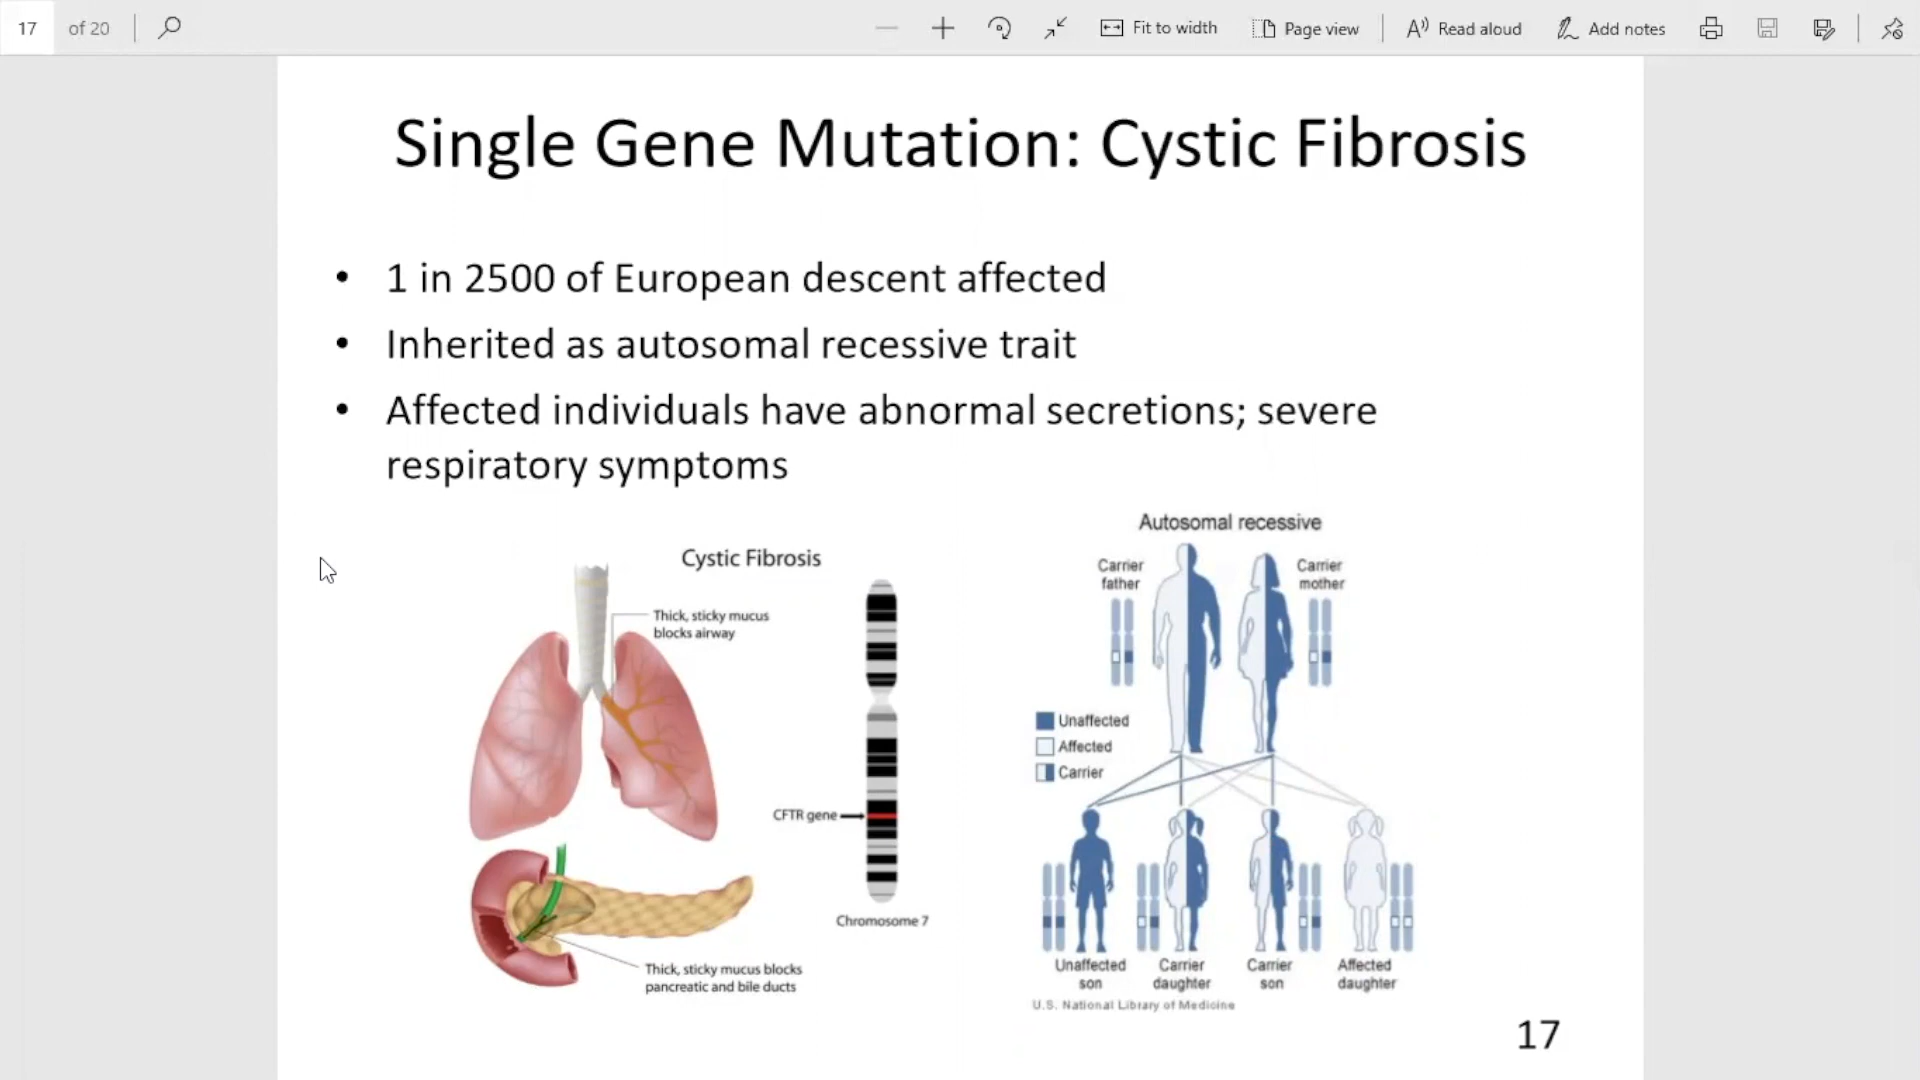 17 of 20 Fit to width Page view Read aloud Add notes
Single Gene Mutation: Cystic Fibrosis
• 1 in 2500 of European descent affected
• Inherited as autosomal recessive trait
• Affected individuals have abnormal secretions; severe
respiratory symptoms
Cystic Fibrosis
Thick, sticky mucus
blocks airway
CFTR gene
Chromosome 7
Thick, sticky mucus blocks
pancreatic and bile ducts
Autosomal recessive
Carrier
father
Carrier
mother
Unaffected
Affected
Carrier
Unaffected
son
Carrier
daughter
Carrier
son
Affected
daughter
U.S. National Library of Medicine
17